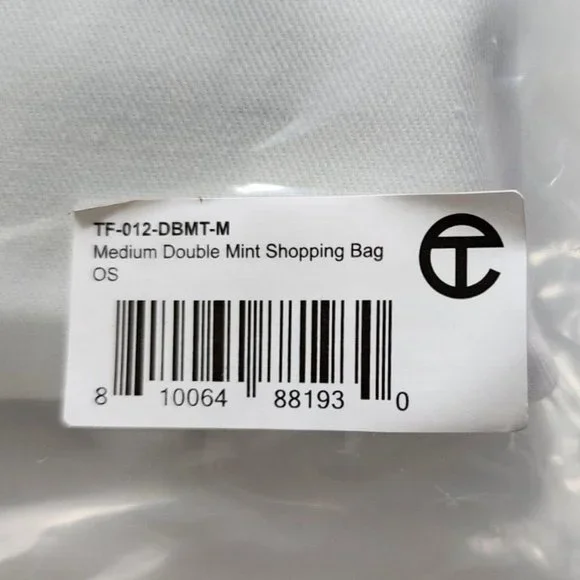 TF-012-DBMT-M
Medium Double Mint Shopping Bag
OS
8 10064 88193 0